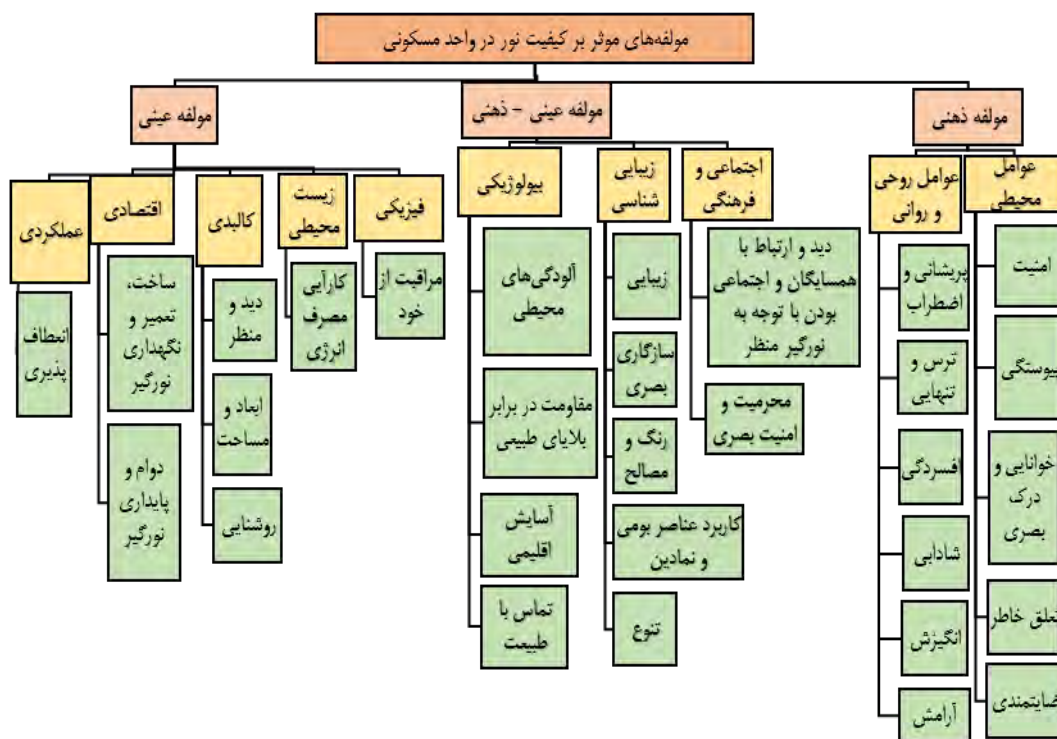 مولفه‌های موثر بر کیفیت نور در واحد مسکونی
مولفه ذهنی
مولفه عینی – ذهنی
مولفه عینی
عوامل
محیطی
امنیت
پیوستگی
خوانایی و
درک
بصری
تعلق خاطر
ضایتمندی
عوامل روحی
و روانی
پریشانی و
اضطراب
ترس و
تنهایی
افسردگی
شادابی
انگیزش
آرامش
اجتماعی و
فرهنگی
دید و ارتباط با
همسایگان و اجتماعی
بودن با توجه به
نورگیر منظر
محرمیت و
امنیت بصری
زیبایی
شناسی
زیبایی
سازگاری
بصری
رنگ و
مصالح
کاربرد عناصر بومی
و نمادین
تنوع
بیولوژیکی
آلودگی‌های
محیطی
مقاومت در برابر
بلایای طبیعی
آسایش
اقلیمی
تماس با
طبیعت
فیزیکی
مراقبت از
خود
زیست
محیطی
کارآیی
مصرف
انرژی
کالبدی
دید و
منظر
ابعاد و
مساحت
روشنایی
اقتصادی
ساخت،
تعمیر و
نگهداری
نورگیر
دوام و
پایداری
نورگیر
عملکردی
انعطاف
پذیری